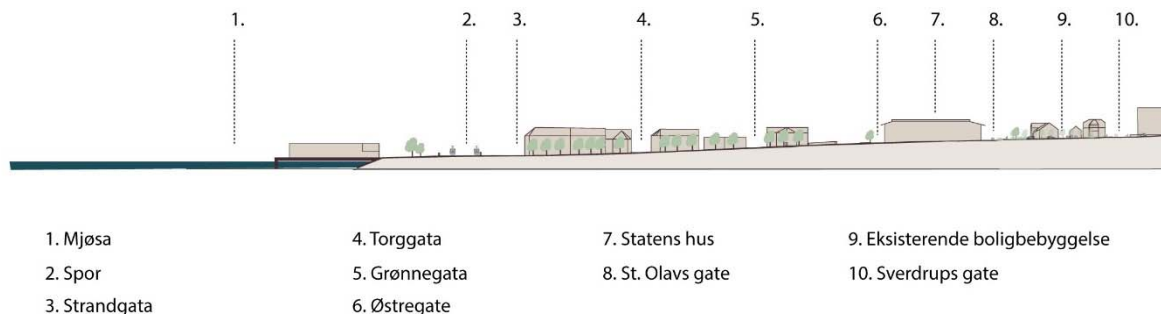 1. 2. 3. 4. 5. 6. 7. 8. 9. 10.
1. Mjøsa
2. Spor
3. Strandgata
4. Torggata
5. Grønnegata
6. Østregate
7. Statens hus
8. St. Olavs gate
9. Eksisterende boligbebyggelse
10. Sverdrups gate